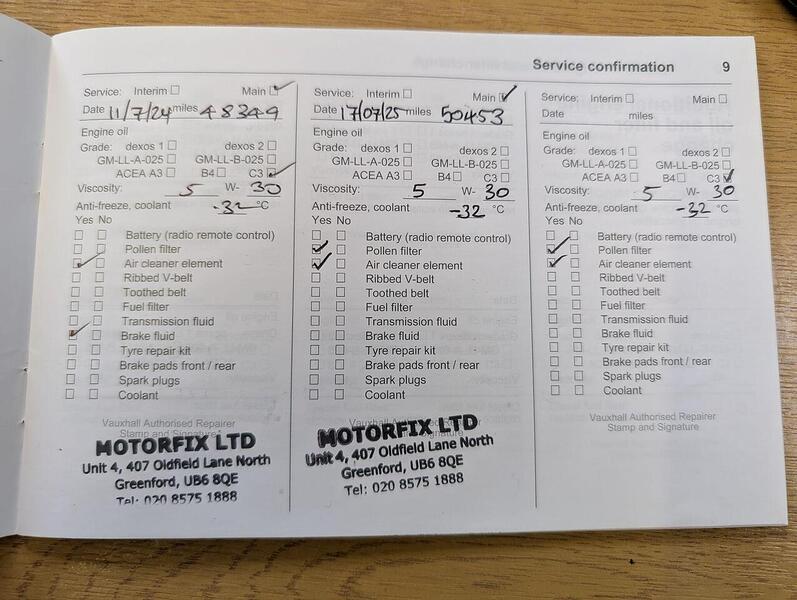 Service confirmation 9
Service: Interim ☐ Main ☑
Date 11/7/24 miles 48349
Engine oil
Grade: dexos 1 ☐ dexos 2 ☐
GM-LL-A-025 ☐ GM-LL-B-025 ☐
ACEA A3 ☐ B4 ☐ C3 ☑
Viscosity: 5 W- 30
Anti-freeze, coolant -32 °C
Yes No
☐ ☐ Battery (radio remote control)
☐ ☐ Pollen filter
☑ ☐ Air cleaner element
☐ ☐ Ribbed V-belt
☐ ☐ Toothed belt
☐ ☐ Fuel filter
☐ ☐ Transmission fluid
☑ ☐ Brake fluid
☐ ☐ Tyre repair kit
☐ ☐ Brake pads front / rear
☐ ☐ Spark plugs
☐ ☐ Coolant
Vauxhall Authorised Repairer
Stamp and Signature
MOTORFIX LTD
Unit 4, 407 Oldfield Lane North
Greenford, UB6 8QE
Tel: 020 8575 1888
Service: Interim ☐ Main ☑
Date 17/07/25 miles 50453
Engine oil
Grade: dexos 1 ☐ dexos 2 ☐
GM-LL-A-025 ☐ GM-LL-B-025 ☐
ACEA A3 ☐ B4 ☐ C3 ☐
Viscosity: 5 W- 30
Anti-freeze, coolant -32 °C
Yes No
☐ ☐ Battery (radio remote control)
☑ ☐ Pollen filter
☑ ☐ Air cleaner element
☐ ☐ Ribbed V-belt
☐ ☐ Toothed belt
☐ ☐ Fuel filter
☐ ☐ Transmission fluid
☐ ☐ Brake fluid
☐ ☐ Tyre repair kit
☐ ☐ Brake pads front / rear
☐ ☐ Spark plugs
☐ ☐ Coolant
Vauxhall Authorised Repairer
Signature
MOTORFIX LTD
Unit 4, 407 Oldfield Lane North
Greenford, UB6 8QE
Tel: 020 8575 1888
Service: Interim ☐ Main ☐
Date miles
Engine oil
Grade: dexos 1 ☐ dexos 2 ☐
GM-LL-A-025 ☐ GM-LL-B-025 ☐
ACEA A3 ☐ B4 ☐ C3 ☑
Viscosity: 5 W- 30
Anti-freeze, coolant -32 °C
Yes No
☐ ☐ Battery (radio remote control)
☑ ☐ Pollen filter
☑ ☐ Air cleaner element
☐ ☐ Ribbed V-belt
☐ ☐ Toothed belt
☐ ☐ Fuel filter
☐ ☐ Transmission fluid
☐ ☐ Brake fluid
☐ ☐ Tyre repair kit
☐ ☐ Brake pads front / rear
☐ ☐ Spark plugs
☐ ☐ Coolant
Vauxhall Authorised Repairer
Stamp and Signature